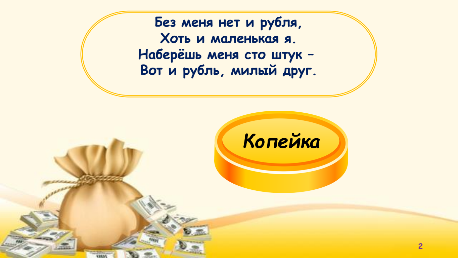 Без меня нет и рубля,
Хоть и маленькая я.
Наберёшь меня сто штук –
Вот и рубль, милый друг.
Копейка
2